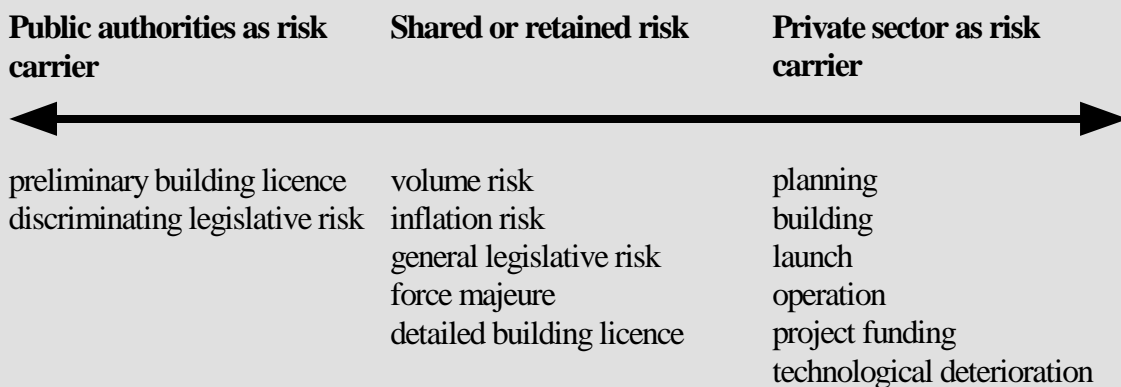 Public authorities as risk
carrier
Shared or retained risk
Private sector as risk
carrier
preliminary building licence
discriminating legislative risk
volume risk
inflation risk
general legislative risk
force majeure
detailed building licence
planning
building
launch
operation
project funding
technological deterioration